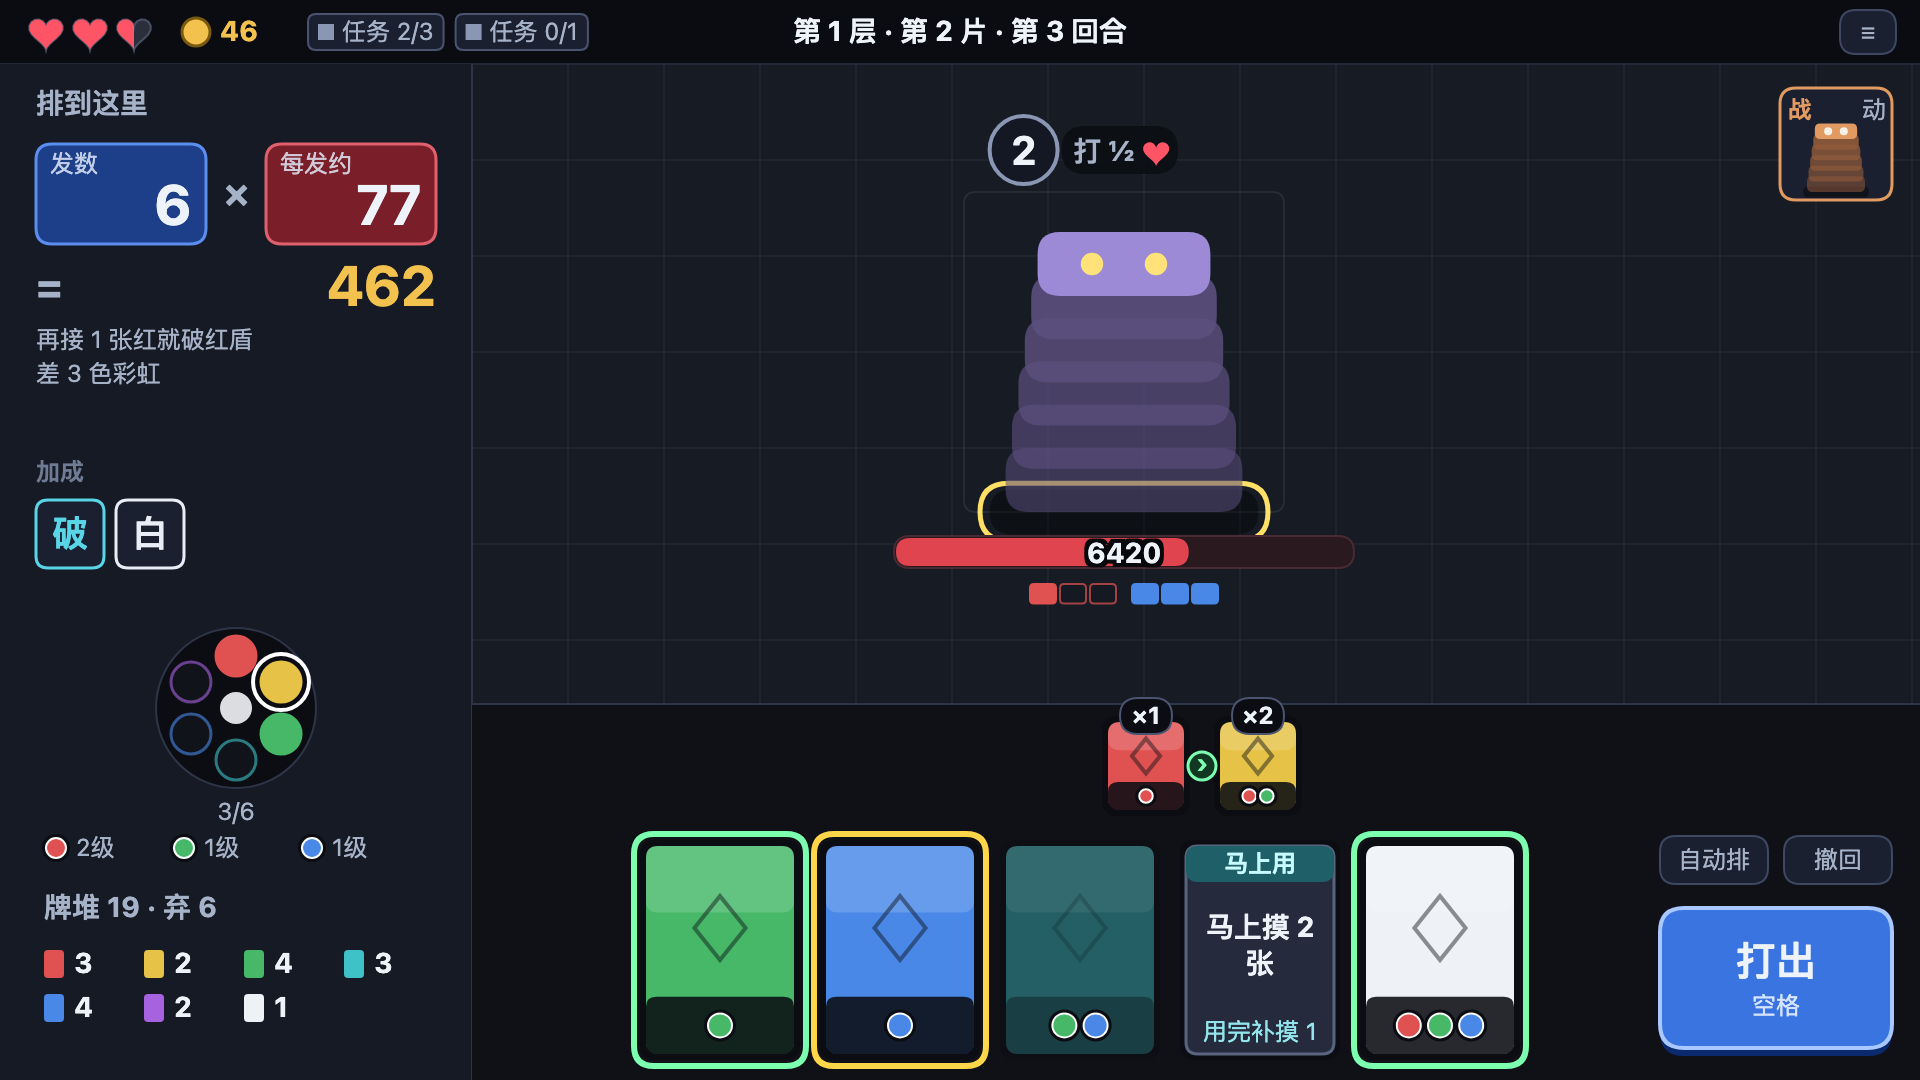 46
任务 2/3
任务 0/1
第 1 层 · 第 2 片 · 第 3 回合
≡
排到这里
发数
6
×
每发约
77
=
462
再接 1 张红就破红盾
差 3 色彩虹
加成
破
白
3/6
2级
1级
1级
牌堆 19 · 弃 6
3
2
4
3
4
2
1
2
打 ½
战
动
6420
×1
×2
马上用
马上摸 2
张
用完补摸 1
自动排
撤回
打出
空格